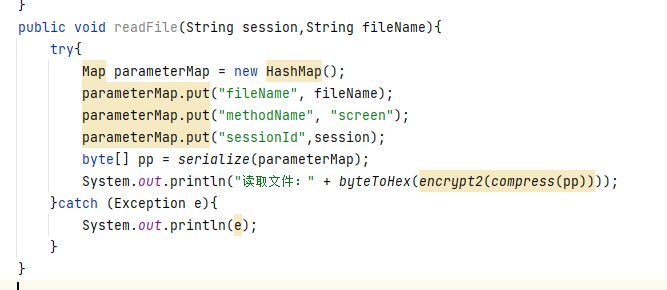 }
public void readFile(String session,String fileName){
try{
Map parameterMap = new HashMap();
parameterMap.put("fileName", fileName);
parameterMap.put("methodName", "screen");
parameterMap.put("sessionId",session);
byte[] pp = serialize(parameterMap);
System.out.println("读取文件：" + byteToHex(encrypt2(compress(pp))));
}catch (Exception e){
System.out.println(e);
}
}